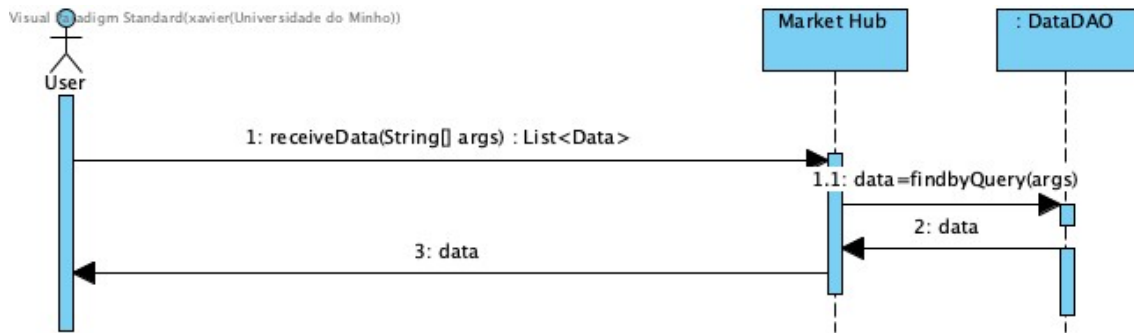 Visual Paradigm Standard(xavier(Universidade do Minho))
User
Market Hub
: DataDAO
1: receiveData(String[] args) : List<Data>
1.1: data=findbyQuery(args)
2: data
3: data